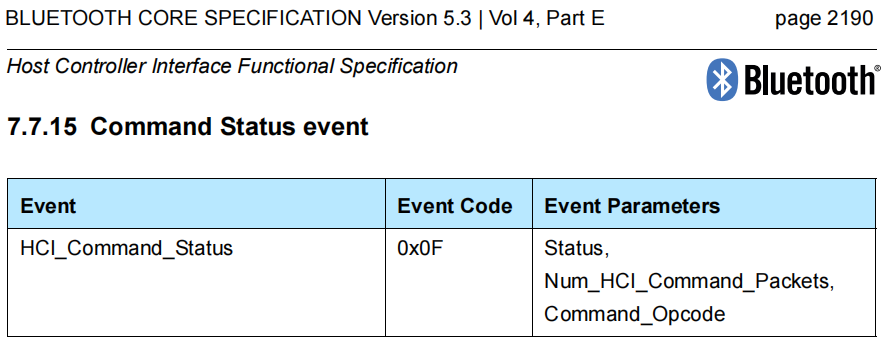 BLUETOOTH CORE SPECIFICATION Version 5.3 | Vol 4, Part E page 2190
Host Controller Interface Functional Specification
Bluetooth®
7.7.15 Command Status event
Event Event Code Event Parameters
HCI_Command_Status 0x0F Status,
Num_HCI_Command_Packets,
Command_Opcode